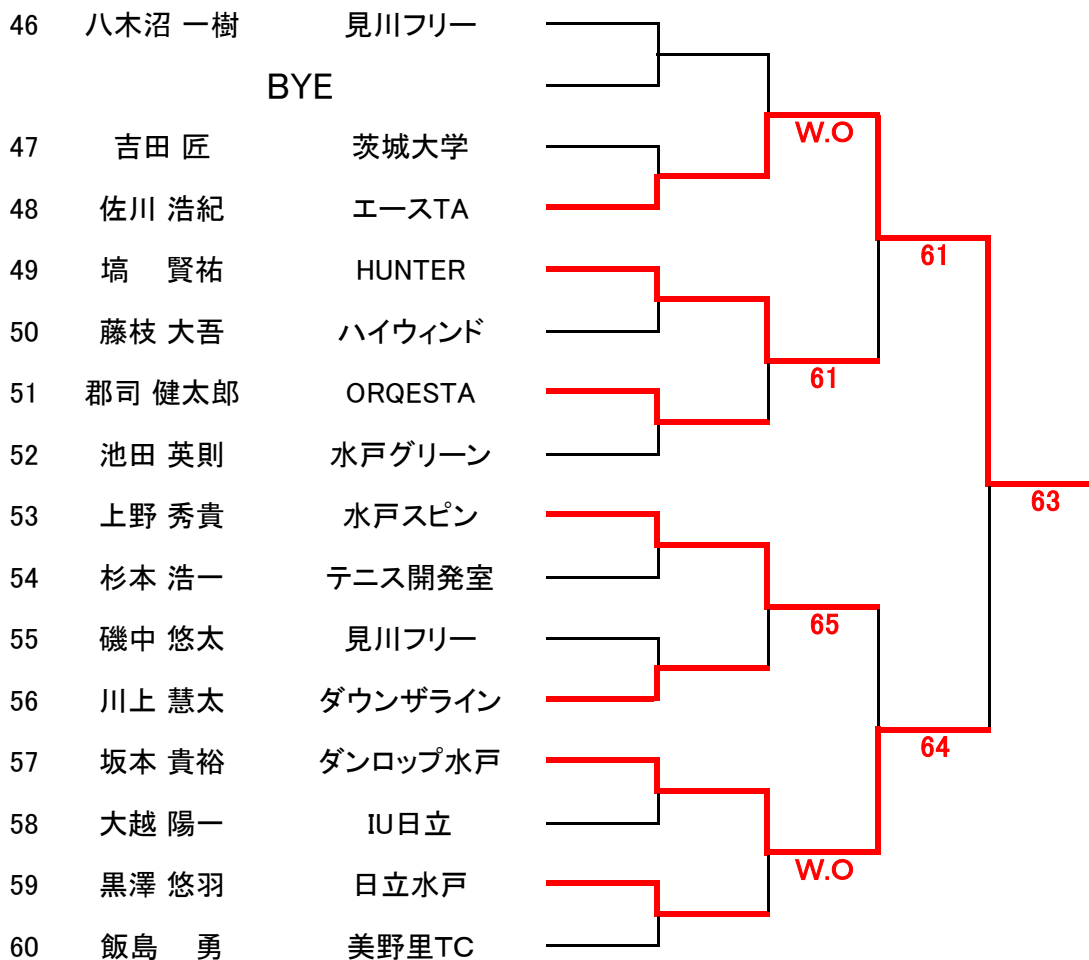 46 八木沼 一樹 見川フリー
BYE
W.O
47 吉田 匠 茨城大学
48 佐川 浩紀 エースTA
61
49 塙 賢祐 HUNTER
50 藤枝 大吾 ハイウィンド
61
51 郡司 健太郎 ORQESTA
52 池田 英則 水戸グリーン
63
53 上野 秀貴 水戸スピン
54 杉本 浩一 テニス開発室
65
55 磯中 悠太 見川フリー
56 川上 慧太 ダウンザライン
64
57 坂本 貴裕 ダンロップ水戸
58 大越 陽一 IU日立
W.O
59 黒澤 悠羽 日立水戸
60 飯島 勇 美野里TC